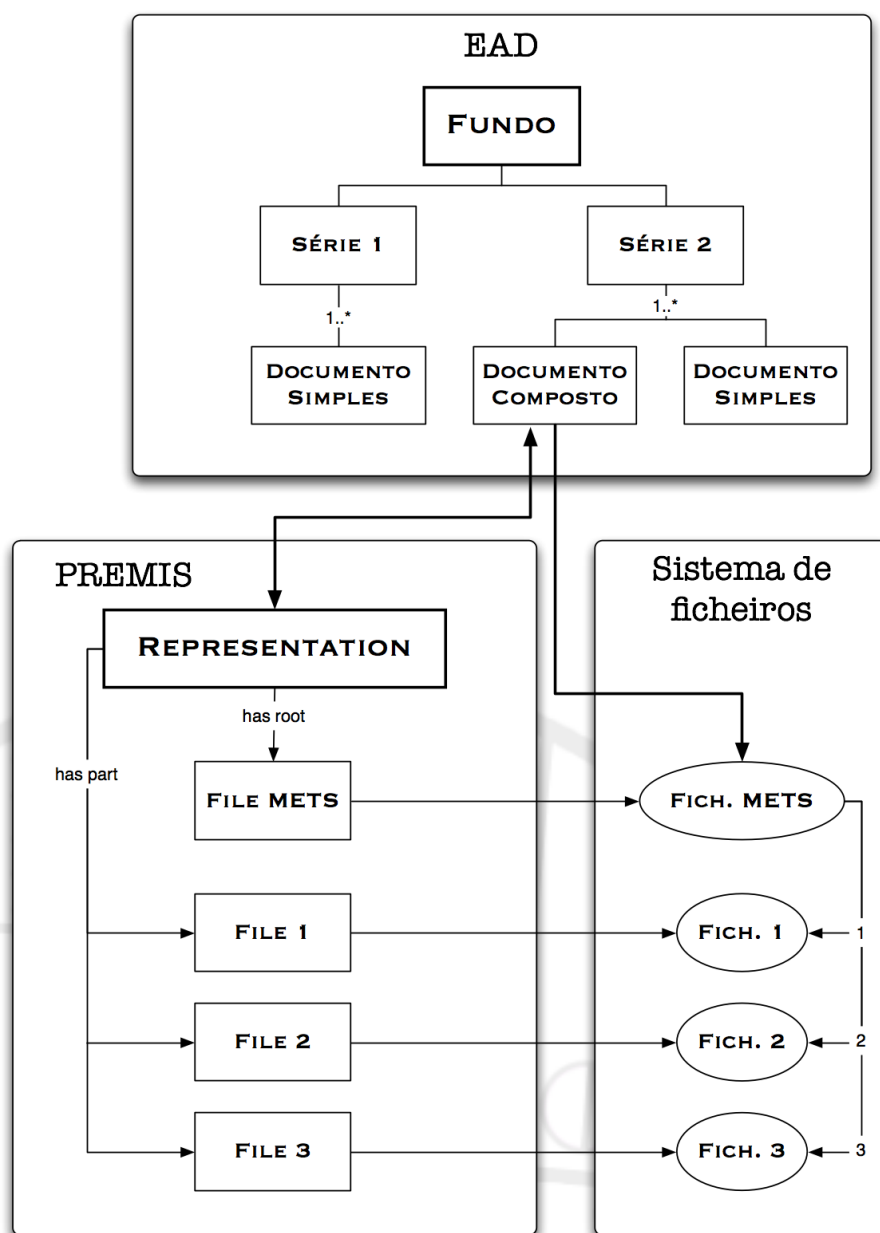 EAD
FUNDO
SÉRIE 1
SÉRIE 2
1..*
1..*
DOCUMENTO
SIMPLES
DOCUMENTO
COMPOSTO
DOCUMENTO
SIMPLES
PREMIS
Sistema de
ficheiros
REPRESENTATION
has root
has part
FILE METS
FICH. METS
FILE 1
FICH. 1
1
FILE 2
FICH. 2
2
FILE 3
FICH. 3
3